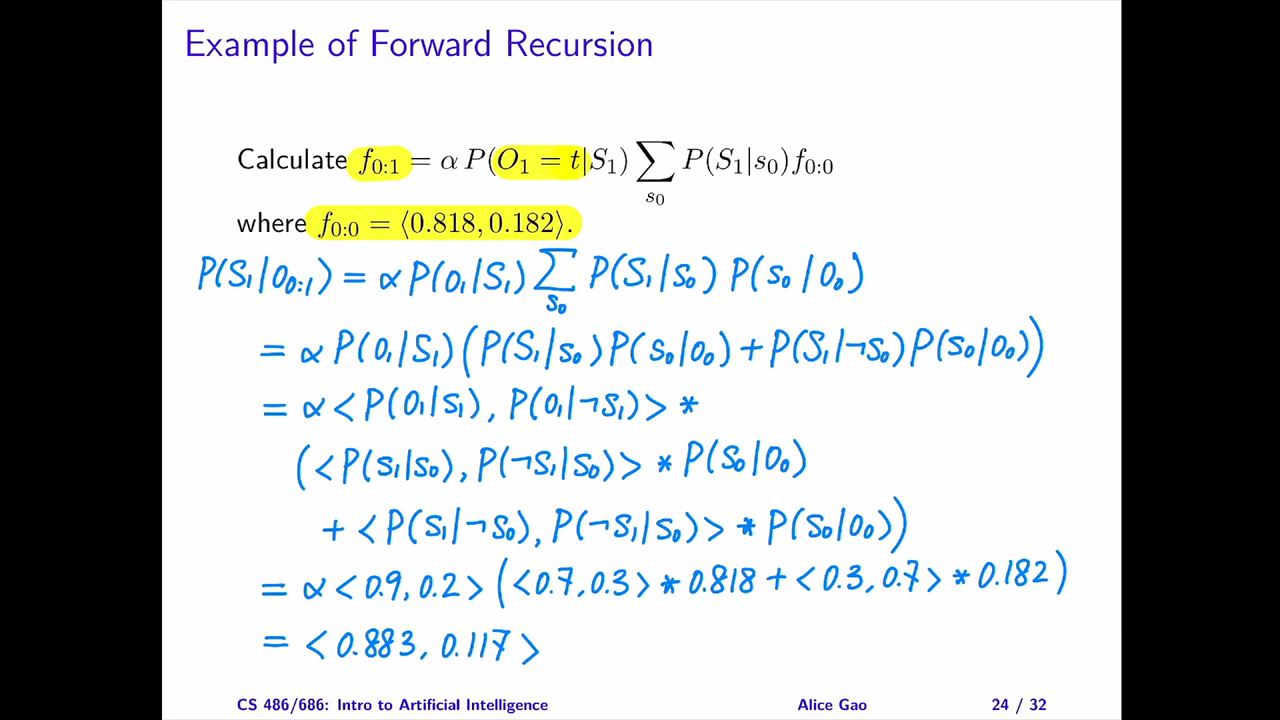 Example of Forward Recursion
Calculate f₀:₁ = α P(O₁ = t|S₁) ∑ₛ₀ P(S₁|s₀)f₀:₀
where f₀:₀ = ⟨0.818, 0.182⟩.
P(S₁|O₀:₁) = α P(O₁|S₁) ∑ₛ₀ P(S₁|s₀) P(s₀|O₀)
= α P(O₁|S₁) (P(S₁|s₀) P(s₀|O₀) + P(S₁|¬s₀) P(s₀|O₀))
= α < P(O₁|s₁), P(O₁|¬s₁) > *
(< P(s₁|s₀), P(¬s₁|s₀) > * P(s₀|O₀)
+ < P(s₁|¬s₀), P(¬s₁|s₀) > * P(s₀|O₀))
= α < 0.9, 0.2 > (< 0.7, 0.3 > * 0.818 + < 0.3, 0.7 > * 0.182)
= < 0.883, 0.117 >
CS 486/686: Intro to Artificial Intelligence Alice Gao 24 / 32